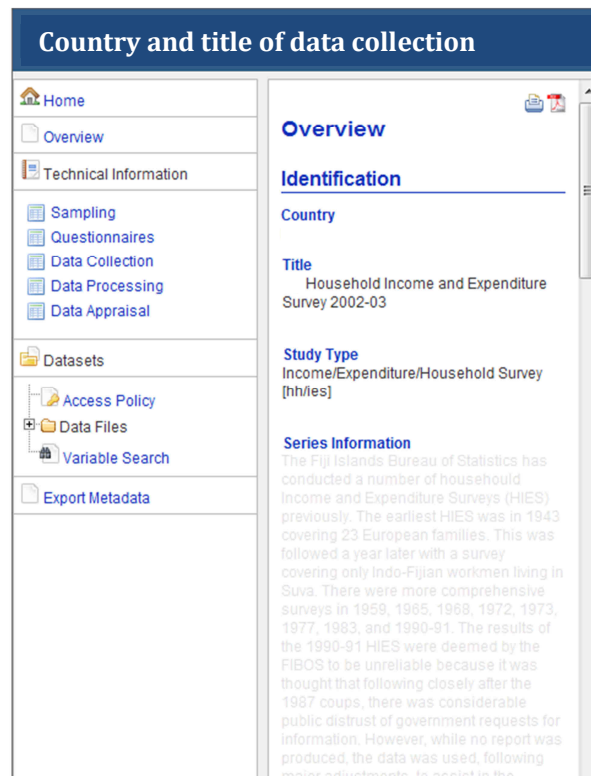 Country and title of data collection
Home
Overview
Technical Information
Sampling
Questionnaires
Data Collection
Data Processing
Data Appraisal
Datasets
Access Policy
Data Files
Variable Search
Export Metadata
Overview
Identification
Country
Title
Household Income and Expenditure
Survey 2002-03
Study Type
Income/Expenditure/Household Survey
[hh/ies]
Series Information
The Fiji Islands Bureau of Statistics has
conducted a number of househould
Income and Expenditure Surveys (HIES)
previously. The earliest HIES was in 1943
covering 23 European families. This was
followed a year later with a survey
covering only Indo-Fijian workmen living in
Suva. There were more comprehensive
surveys in 1959, 1965, 1968, 1972, 1973,
1977, 1983, and 1990-91. The results of
the 1990-91 HIES were deemed by the
FIBOS to be unreliable because it was
thought that following closely after the
1987 coups, there was considerable
public distrust of government requests for
information. However, while no report was
produced, the data was used, following
major adjustments, to assist in the